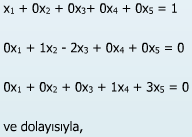 x₁ + 0x₂ + 0x₃+ 0x₄ + 0x₅ = 1
0x₁ + 1x₂ - 2x₃ + 0x₄ + 0x₅ = 0
0x₁ + 0x₂ + 0x₃ + 1x₄ + 3x₅ = 0
ve dolayısıyla,